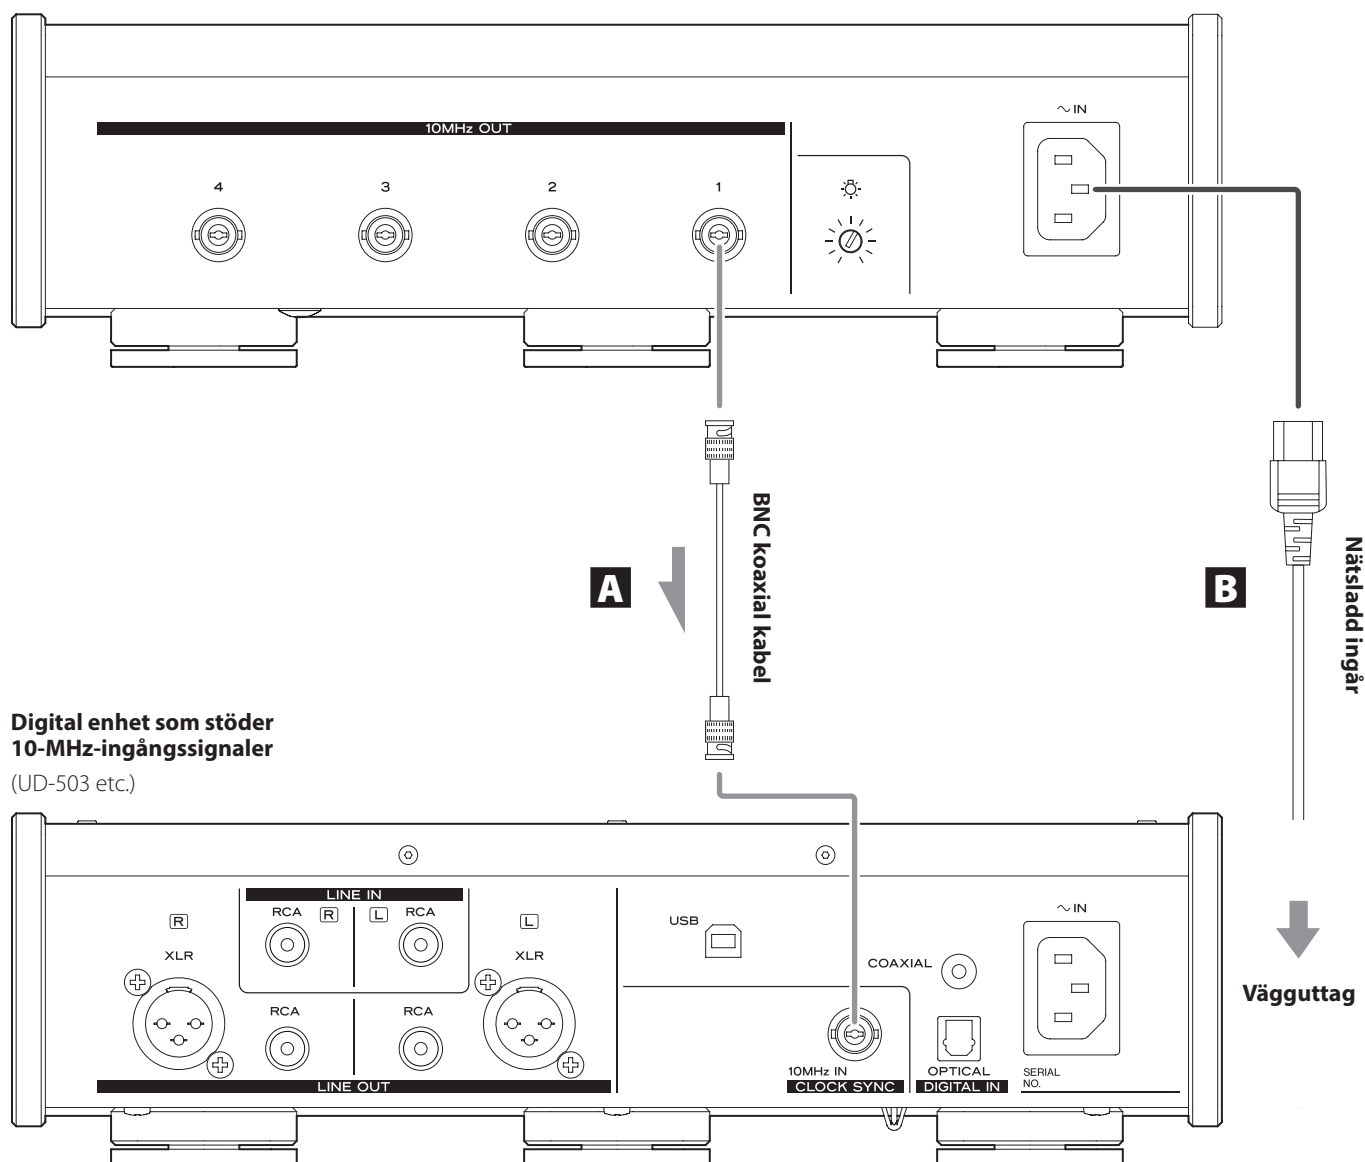 10MHz OUT
∿ IN
4
3
2
1
BNC koaxial kabel
A
B
Nätsladd ingår
Digital enhet som stöder
10-MHz-ingångssignaler
(UD-503 etc.)
LINE IN
RCA R
L RCA
R
L
XLR
XLR
RCA
RCA
LINE OUT
USB
COAXIAL
10MHz IN
CLOCK SYNC
OPTICAL
DIGITAL IN
∿ IN
SERIAL
NO.
Vägguttag